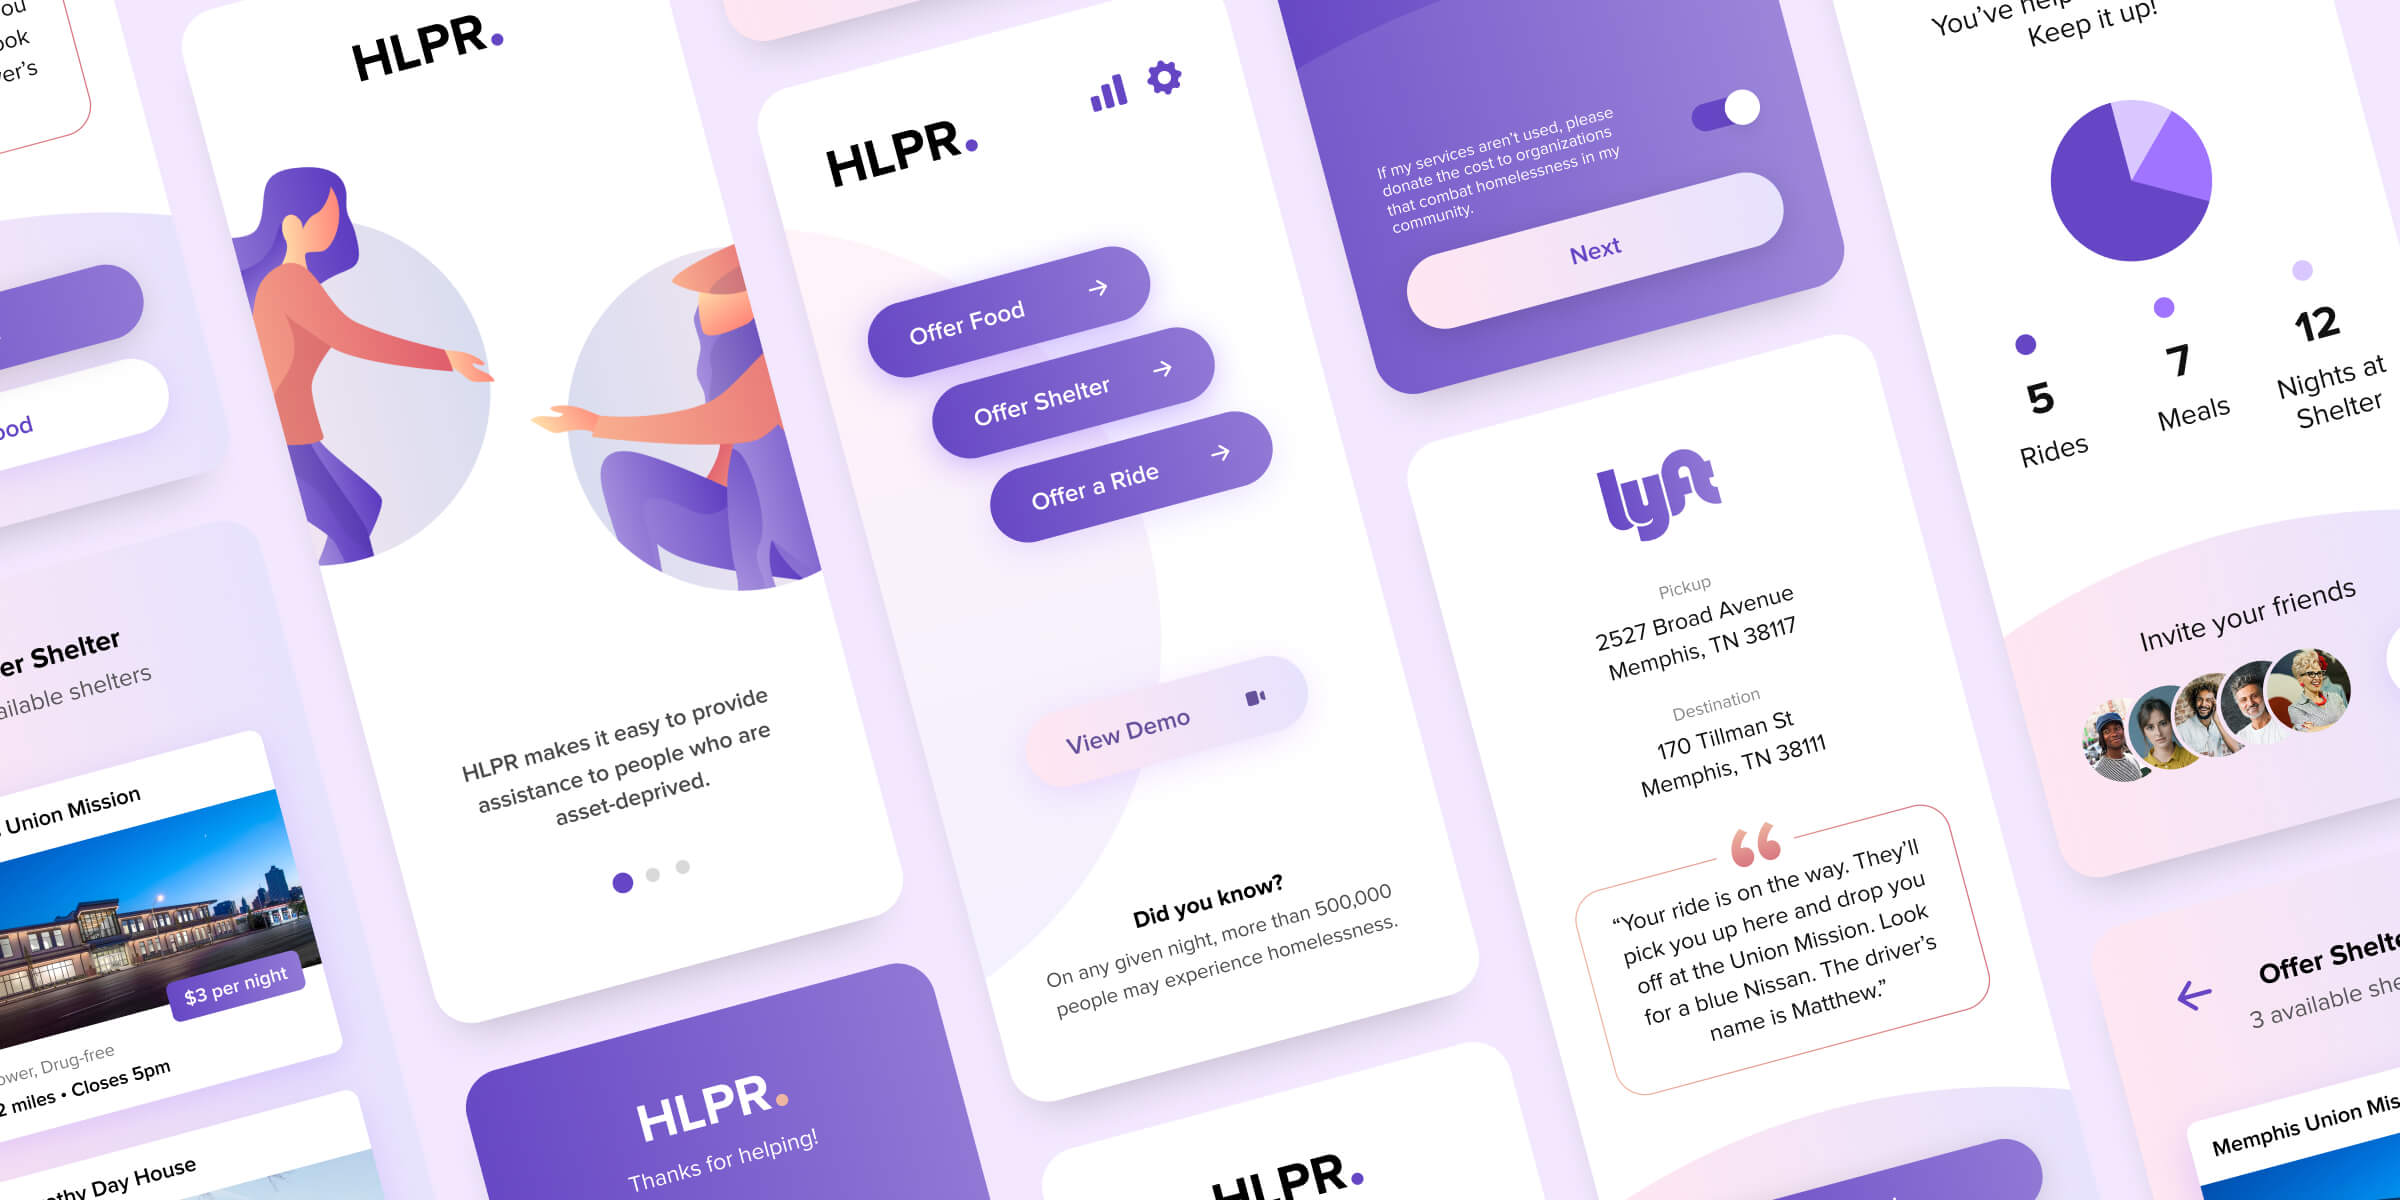 ook
er's
ood
er Shelter
ailable shelters
Union Mission
$3 per night
ower, Drug-free
2 miles • Closes 5pm
thy Day House
HLPR.
HLPR makes it easy to provide
assistance to people who are
asset-deprived.
HLPR.
Thanks for helping!
HLPR.
Offer Food
Offer Shelter
Offer a Ride
View Demo
Did you know?
On any given night, more than 500,000
people may experience homelessness.
HLPR.
If my services aren't used, please
donate the cost to organizations
that combat homelessness in my
community.
Next
lyft
Pickup
2527 Broad Avenue
Memphis, TN 38117
Destination
170 Tillman St
Memphis, TN 38111
“Your ride is on the way. They’ll
pick you up here and drop you
off at the Union Mission. Look
for a blue Nissan. The driver’s
name is Matthew.”
You’ve
Keep it up!
5
Rides
7
Meals
12
Nights at
Shelter
Invite your friends
Offer Shelte
3 available she
Memphis Union Miss